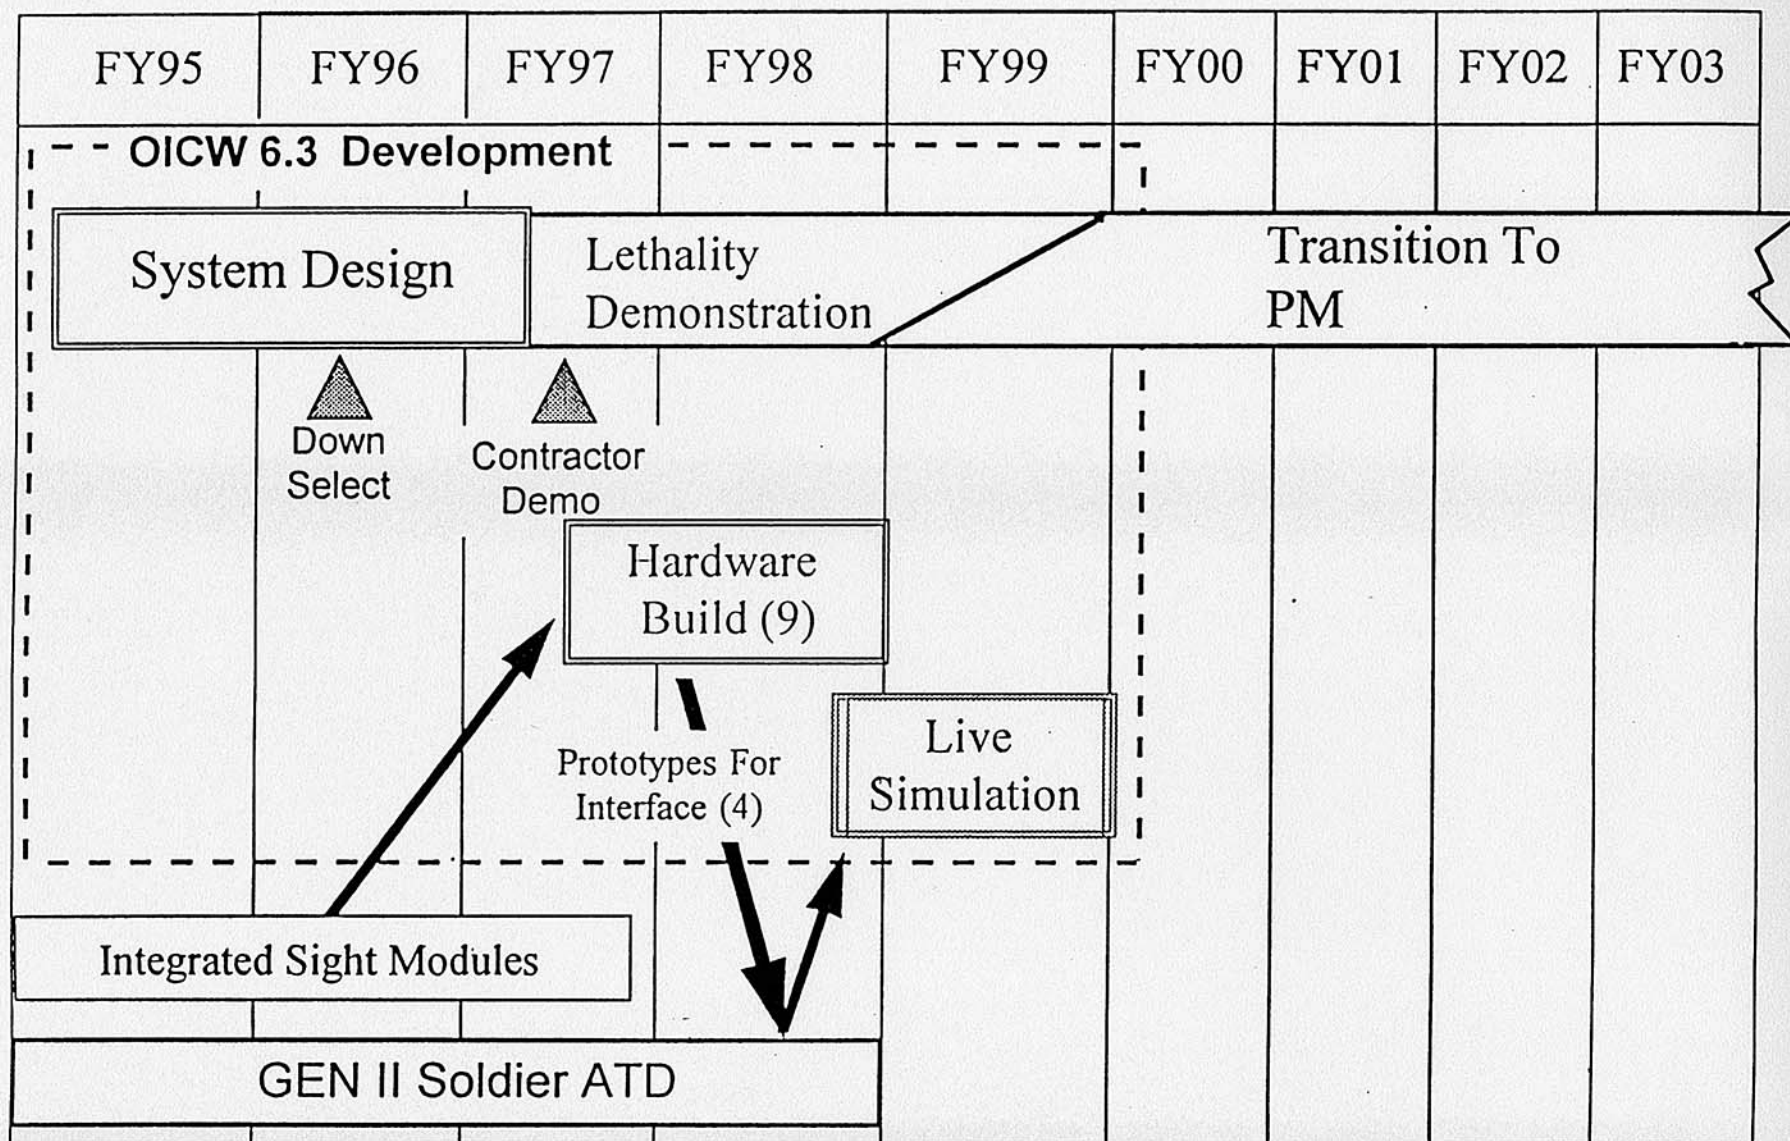 FY95 FY96 FY97 FY98 FY99 FY00 FY01 FY02 FY03
OICW 6.3 Development
System Design
Lethality
Demonstration
Transition To
PM
Down
Select
Contractor
Demo
Hardware
Build (9)
Prototypes For
Interface (4)
Live
Simulation
Integrated Sight Modules
GEN II Soldier ATD